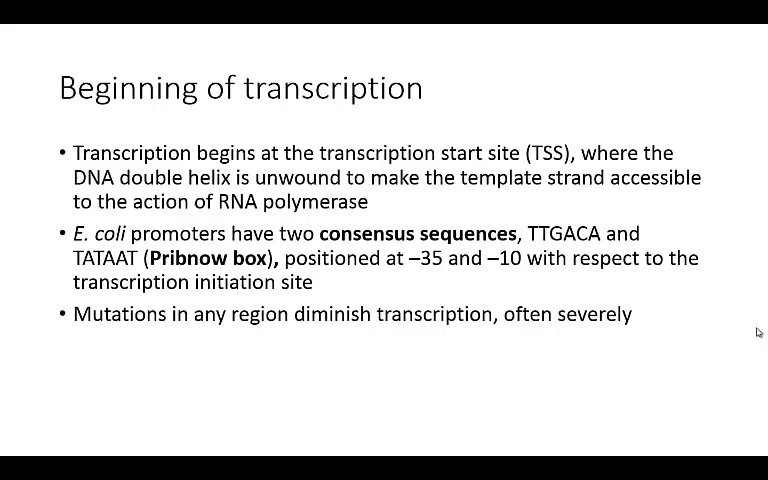 Beginning of transcription
• Transcription begins at the transcription start site (TSS), where the
DNA double helix is unwound to make the template strand accessible
to the action of RNA polymerase
• E. coli promoters have two consensus sequences, TTGACA and
TATAAT (Pribnow box), positioned at –35 and –10 with respect to the
transcription initiation site
• Mutations in any region diminish transcription, often severely